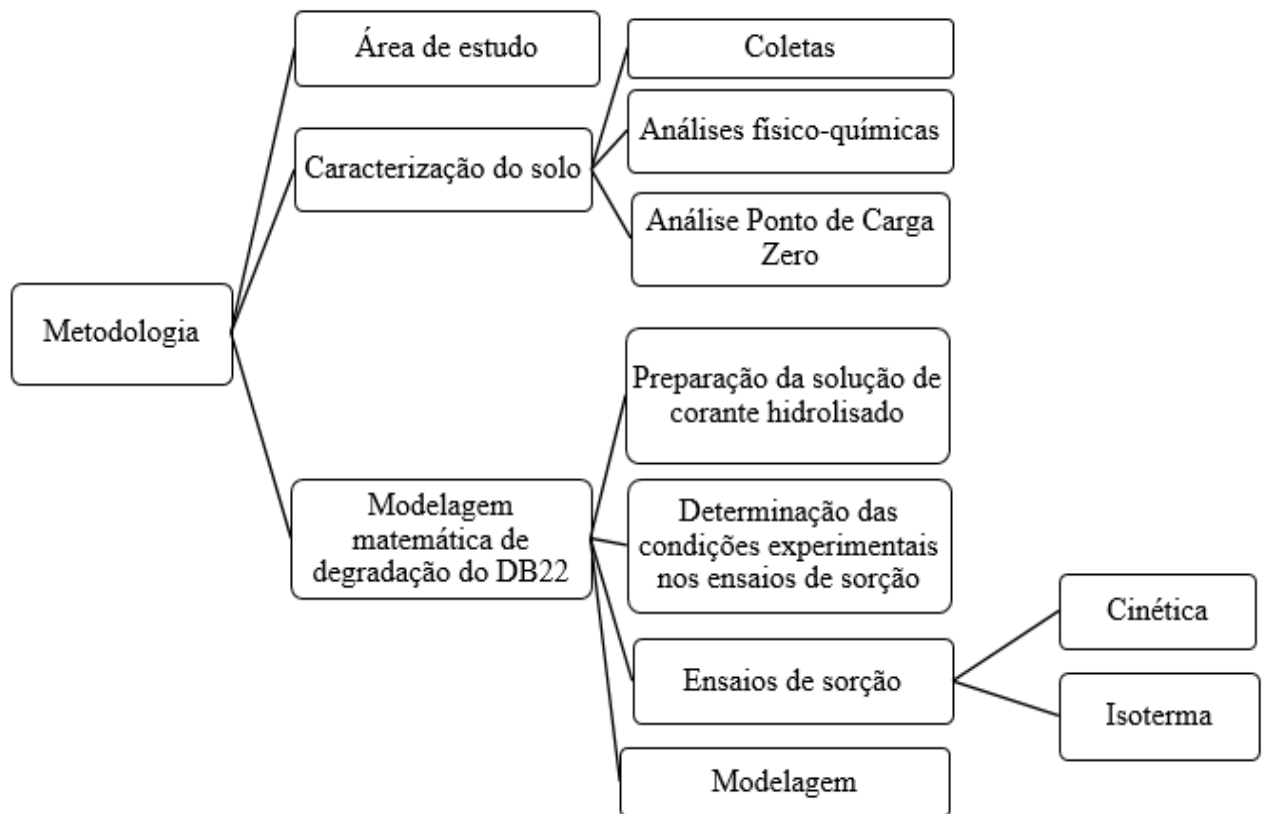 Metodologia
Área de estudo
Caracterização do solo
Coletas
Análises físico-químicas
Análise Ponto de Carga
Zero
Modelagem
matemática de
degradação do DB22
Preparação da solução de
corante hidrolisado
Determinação das
condições experimentais
nos ensaios de sorção
Ensaios de sorção
Cinética
Isoterma
Modelagem